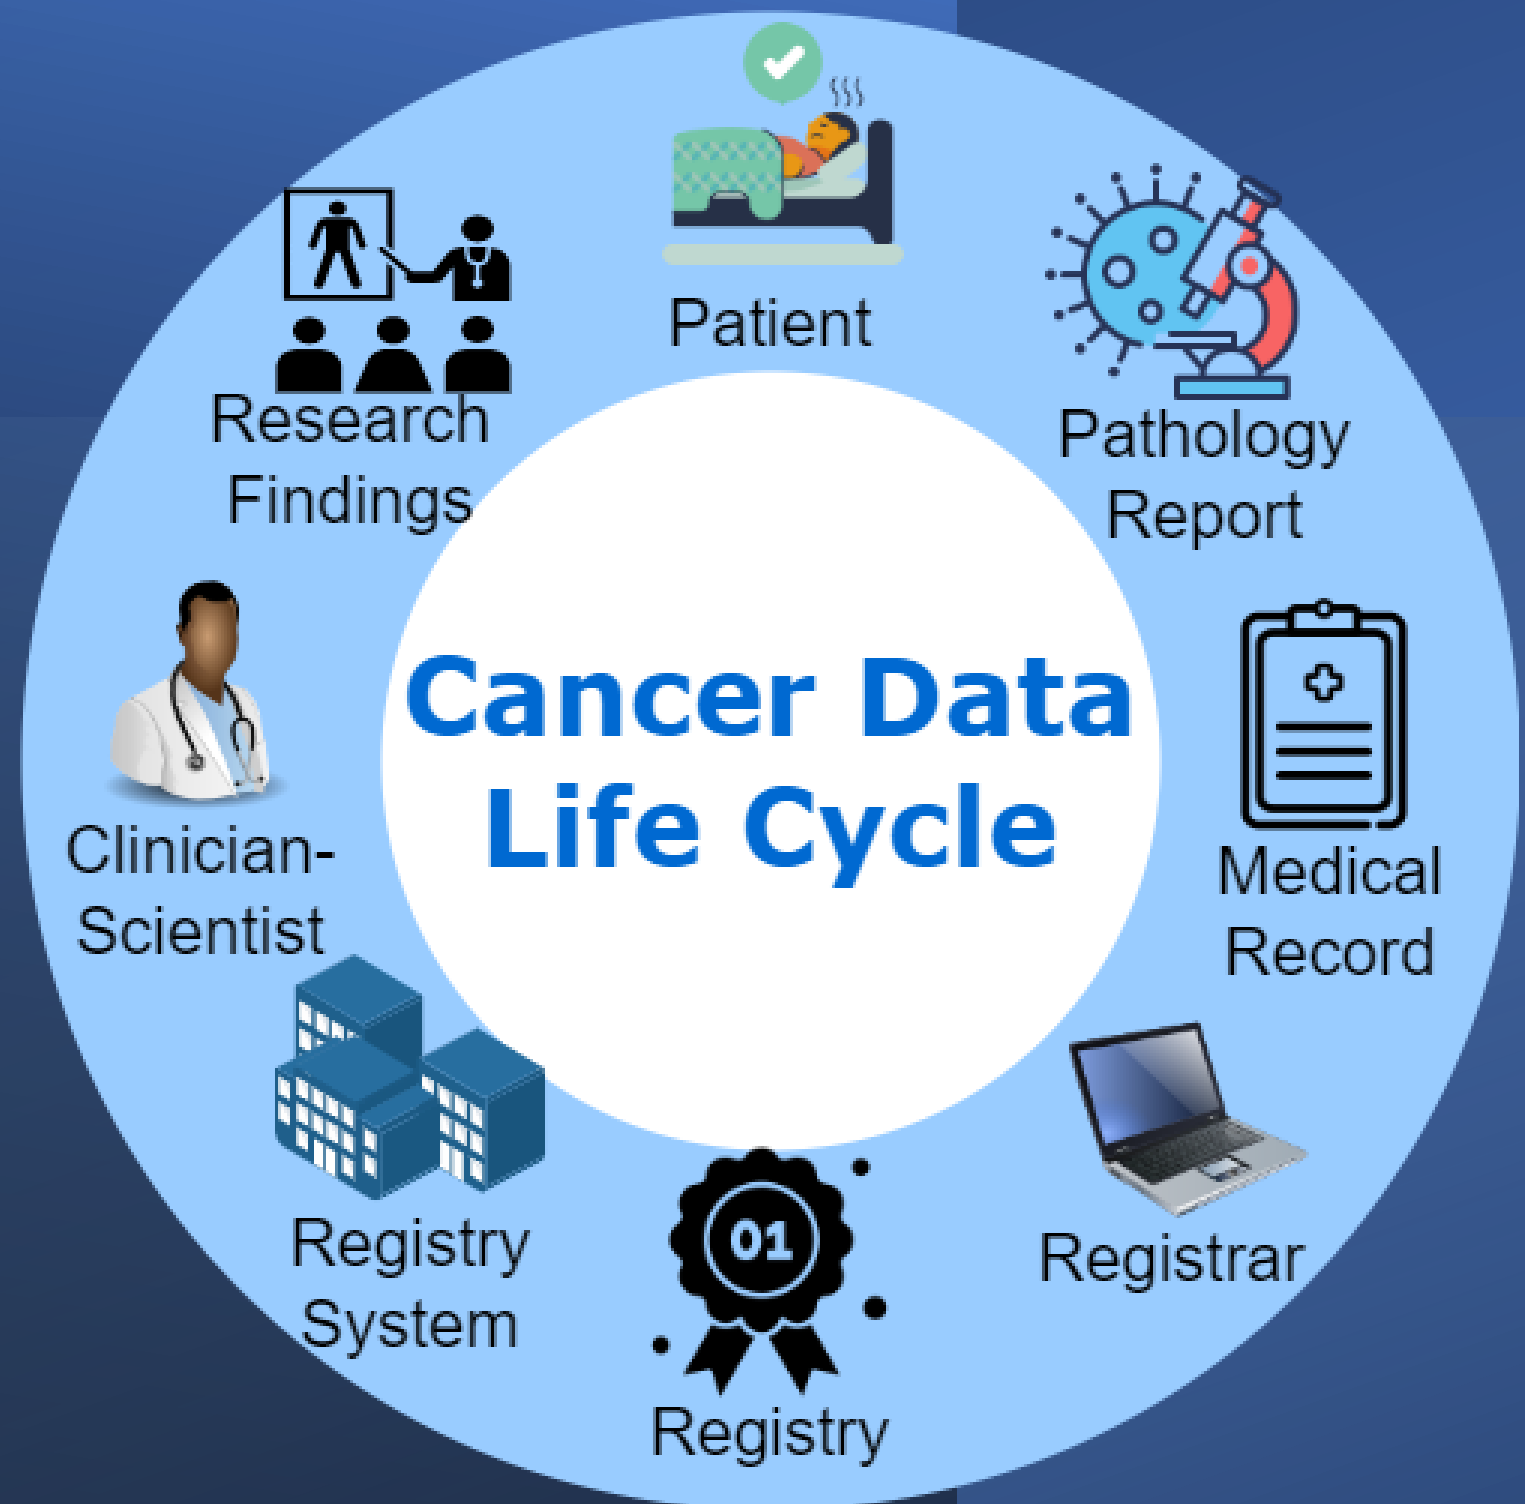 Patient
Pathology
Report
Medical
Record
Registrar
01
Registry
Registry
System
Clinician-
Scientist
Research
Findings
Cancer Data
Life Cycle